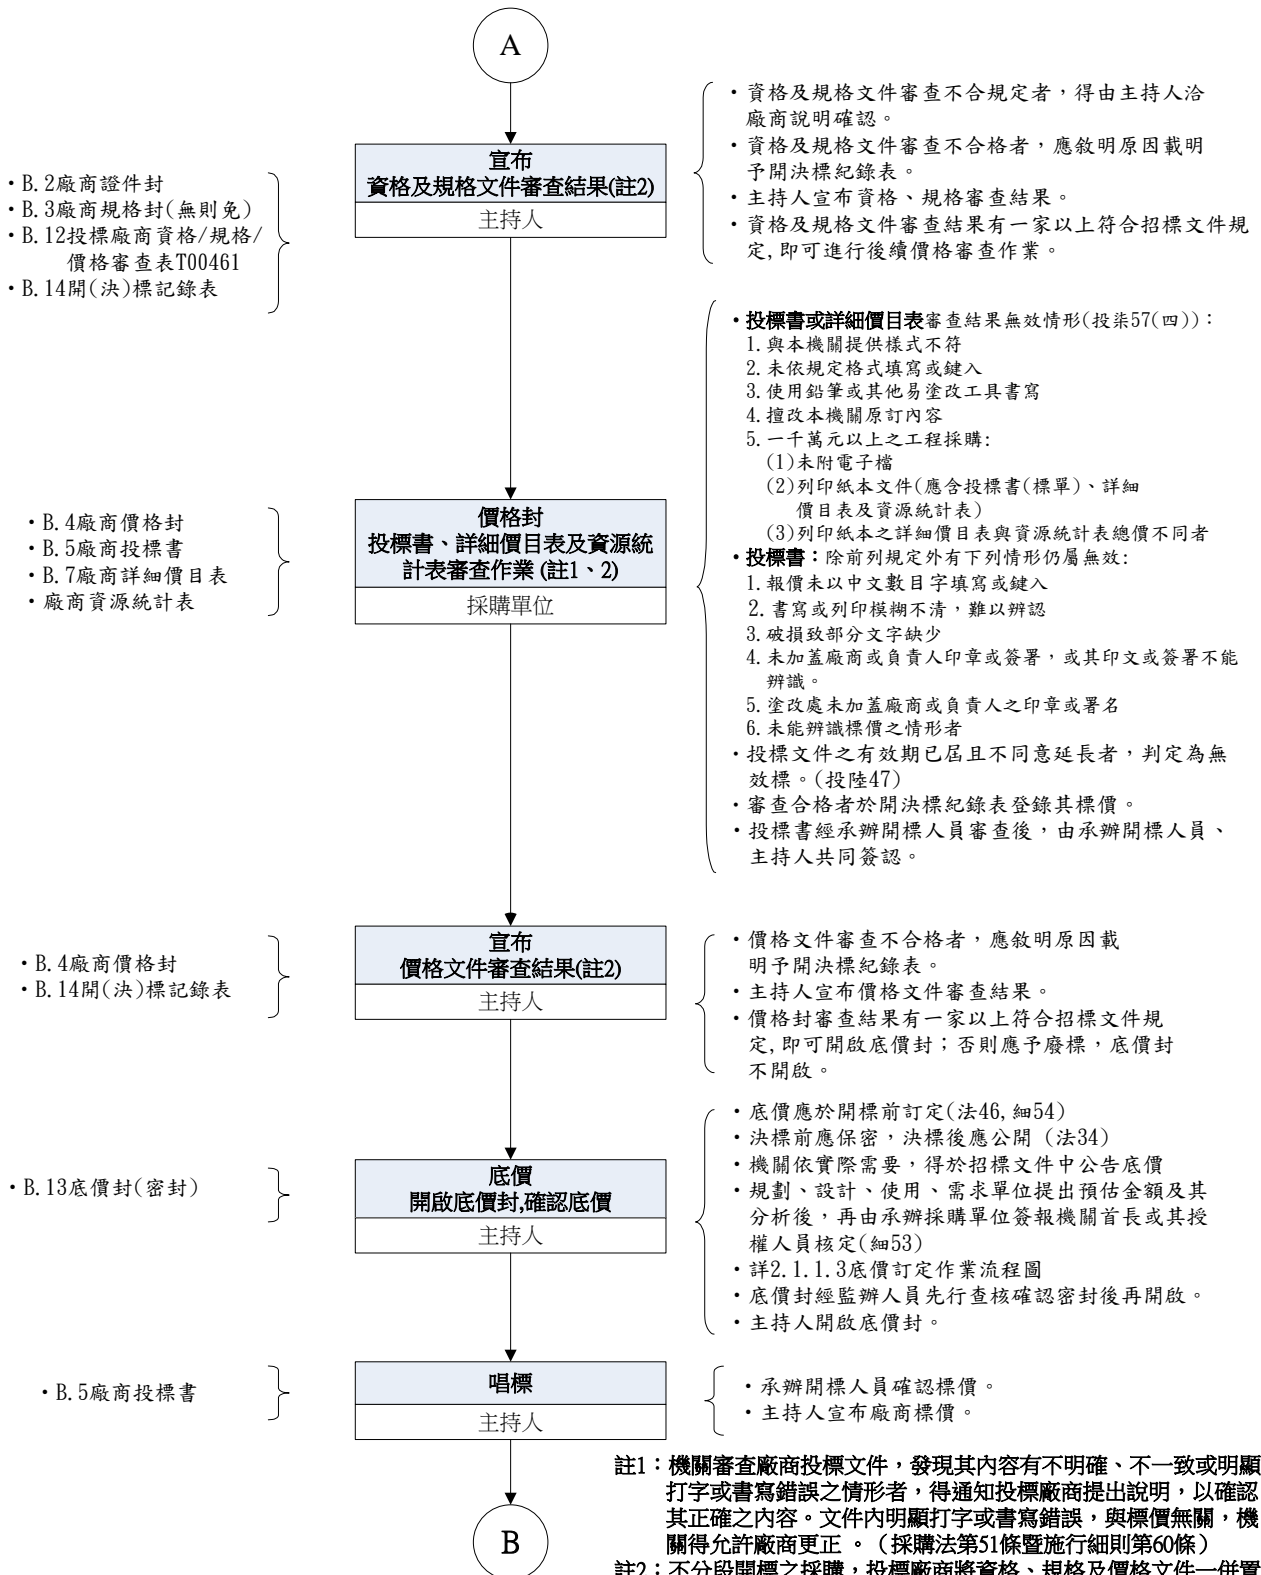 A
宣布
資格及規格文件審查結果(註2)
主持人
・B.2廠商證件封
・B.3廠商規格封(無則免)
・B.12投標廠商資格/規格/
價格審查表T00461
・B.14開(決)標記錄表
・資格及規格文件審查不合規定者，得由主持人洽
廠商說明確認。
・資格及規格文件審查不合格者，應敘明原因載明
予開決標紀錄表。
・主持人宣布資格、規格審查結果。
・資格及規格文件審查結果有一家以上符合招標文件規
定,即可進行後續價格審查作業。
價格封
投標書、詳細價目表及資源統
計表審查作業 (註1、2)
採購單位
・B.4廠商價格封
・B.5廠商投標書
・B.7廠商詳細價目表
・廠商資源統計表
・投標書或詳細價目表審查結果無效情形(投柒57(四))：
1.與本機關提供樣式不符
2.未依規定格式填寫或鍵入
3.使用鉛筆或其他易塗改工具書寫
4.擅改本機關原訂內容
5.一千萬元以上之工程採購:
(1)未附電子檔
(2)列印紙本文件(應含投標書(標單)、詳細
價目表及資源統計表)
(3)列印紙本之詳細價目表與資源統計表總價不同者
・投標書：除前列規定外有下列情形仍屬無效:
1.報價未以中文數目字填寫或鍵入
2.書寫或列印模糊不清，難以辨認
3.破損致部分文字缺少
4.未加蓋廠商或負責人印章或簽署，或其印文或簽署不能
辨識。
5.塗改處未加蓋廠商或負責人之印章或署名
6.未能辨識標價之情形者
・投標文件之有效期已屆且不同意延長者，判定為無
效標。(投陸47)
・審查合格者於開決標紀錄表登錄其標價。
・投標書經承辦開標人員審查後，由承辦開標人員、
主持人共同簽認。
宣布
價格文件審查結果(註2)
主持人
・B.4廠商價格封
・B.14開(決)標記錄表
・價格文件審查不合格者，應敘明原因載
明予開決標紀錄表。
・主持人宣布價格文件審查結果。
・價格封審查結果有一家以上符合招標文件規
定,即可開啟底價封；否則應予廢標，底價封
不開啟。
底價
開啟底價封,確認底價
主持人
・B.13底價封(密封)
・底價應於開標前訂定(法46,細54)
・決標前應保密，決標後應公開 (法34)
・機關依實際需要，得於招標文件中公告底價
・規劃、設計、使用、需求單位提出預估金額及其
分析後，再由承辦採購單位簽報機關首長或其授
權人員核定(細53)
・詳2.1.1.3底價訂定作業流程圖
・底價封經監辦人員先行查核確認密封後再開啟。
・主持人開啟底價封。
唱標
主持人
・B.5廠商投標書
・承辦開標人員確認標價。
・主持人宣布廠商標價。
B
註1：機關審查廠商投標文件，發現其內容有不明確、不一致或明顯
打字或書寫錯誤之情形者，得通知投標廠商提出說明，以確認
其正確之內容。文件內明顯打字或書寫錯誤，與標價無關，機
關得允許廠商更正 。（採購法第51條暨施行細則第60條）
註2：不分段開標之採購，投標廠商將資格、規格及價格文件一併置